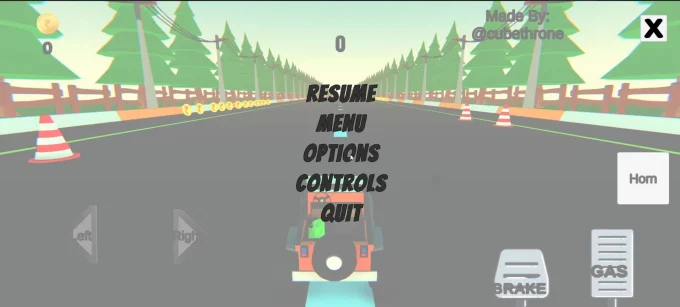 Made By:
@cubethrone
X
0
0
RESUME
MENU
OPTIONS
CONTROLS
QUIT
Horn
Left
Right
BRAKE
GAS